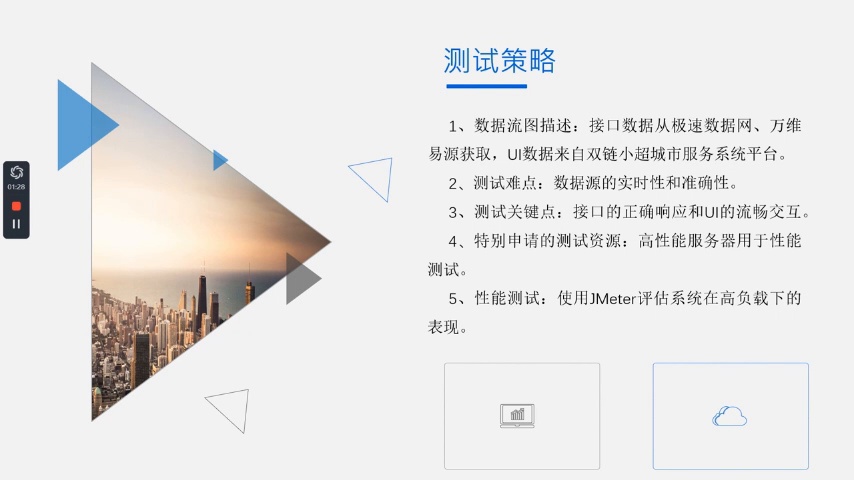 测试策略
1、数据流图描述：接口数据从极速数据网、万维
易源获取，UI数据来自双链小超城市服务系统平台。
2、测试难点：数据源的实时性和准确性。
3、测试关键点：接口的正确响应和UI的流畅交互。
4、特别申请的测试资源：高性能服务器用于性能
测试。
5、性能测试：使用JMeter评估系统在高负载下的
表现。
01:28